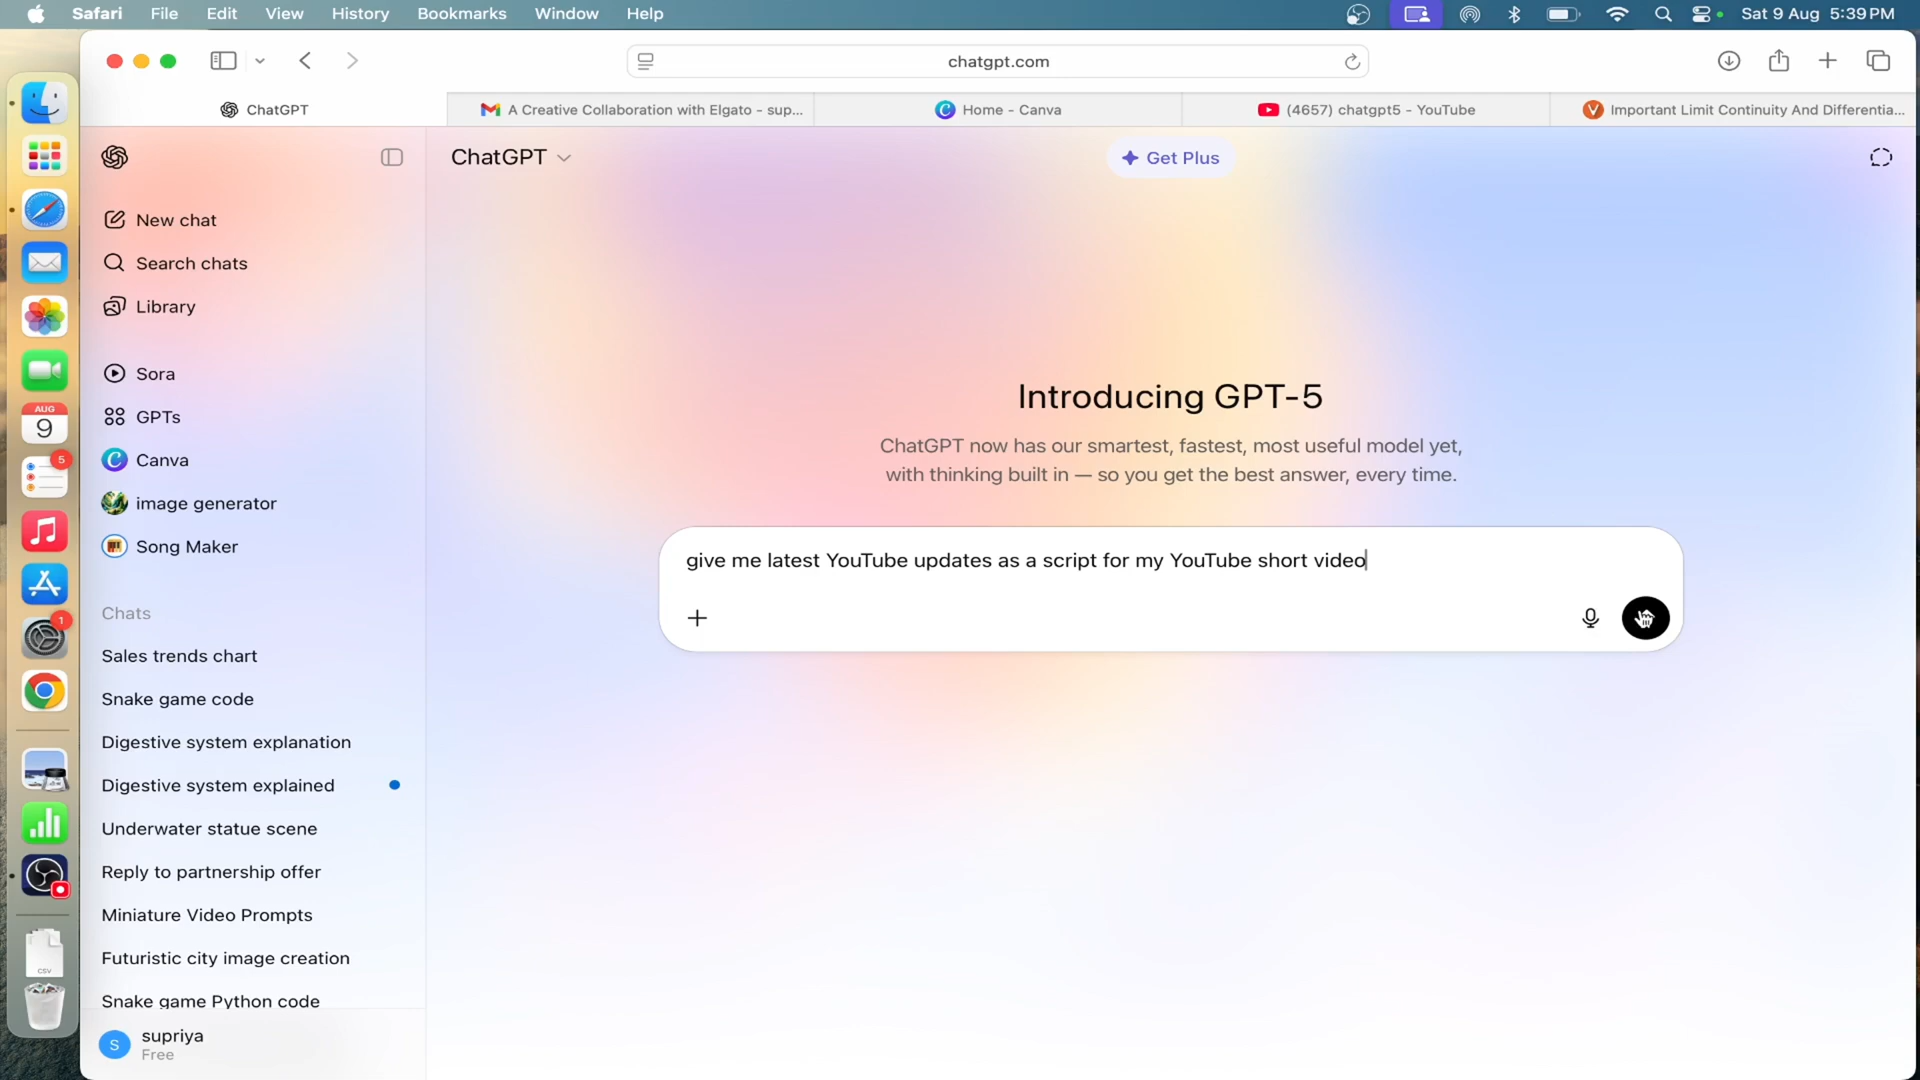 Safari File Edit View History Bookmarks Window Help Sat 9 Aug 5:39 PM
chatgpt.com
ChatGPT
A Creative Collaboration with Elgato - sup...
Home - Canva
(4657) chatgpt5 - YouTube
Important Limit Continuity And Differentia...
ChatGPT
Get Plus
New chat
Search chats
Library
Sora
GPTs
Canva
image generator
Song Maker
Chats
Sales trends chart
Snake game code
Digestive system explanation
Digestive system explained
Underwater statue scene
Reply to partnership offer
Miniature Video Prompts
Futuristic city image creation
Snake game Python code
S
supriya
Free
Introducing GPT-5
ChatGPT now has our smartest, fastest, most useful model yet,
with thinking built in — so you get the best answer, every time.
give me latest YouTube updates as a script for my YouTube short video
AUG
9
5
1
CSV